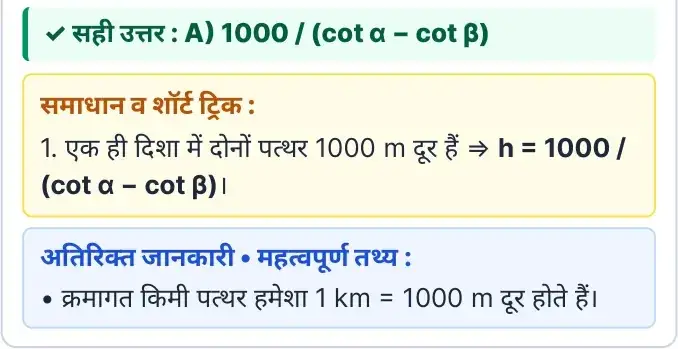 ✓ सही उत्तर : A) 1000 / (cot α − cot β)
समाधान व शॉर्ट ट्रिक :
1. एक ही दिशा में दोनों पत्थर 1000 m दूर हैं ⇒ h = 1000 /
(cot α − cot β)।
अतिरिक्त जानकारी • महत्वपूर्ण तथ्य :
• क्रमागत किमी पत्थर हमेशा 1 km = 1000 m दूर होते हैं।